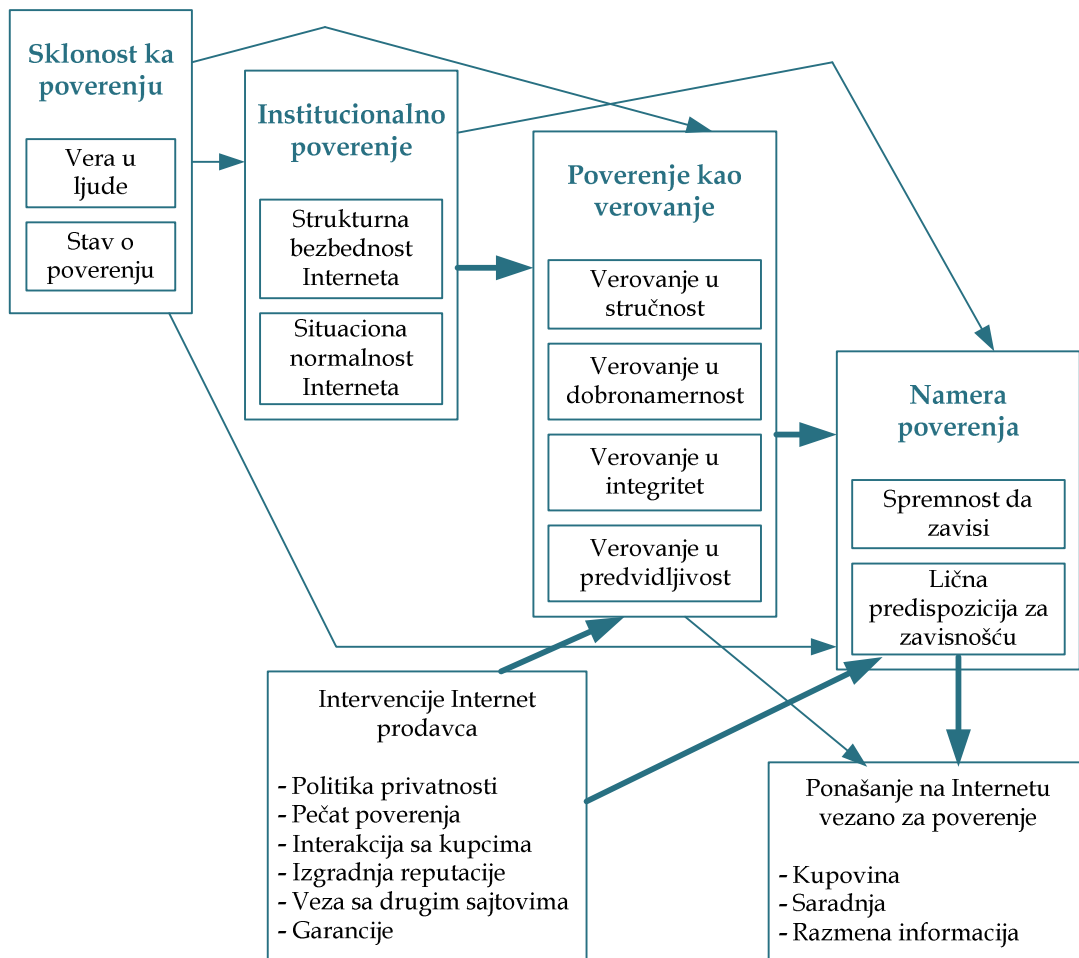 Sklonost ka
poverenju
Vera u
ljude
Stav o
poverenju
Institucionalno
poverenje
Strukturna
bezbednost
Interneta
Situaciona
normalnost
Interneta
Poverenje kao
verovanje
Verovanje u
stručnost
Verovanje u
dobronamernost
Verovanje u
integritet
Verovanje u
predvidljivost
Namera
poverenja
Spremnost da
zavisi
Lična
predispozicija za
zavisnošću
Intervencije Internet
prodavca
- Politika privatnosti
- Pečat poverenja
- Interakcija sa kupcima
- Izgradnja reputacije
- Veza sa drugim sajtovima
- Garancije
Ponašanje na Internetu
vezano za poverenje
- Kupovina
- Saradnja
- Razmena informacija